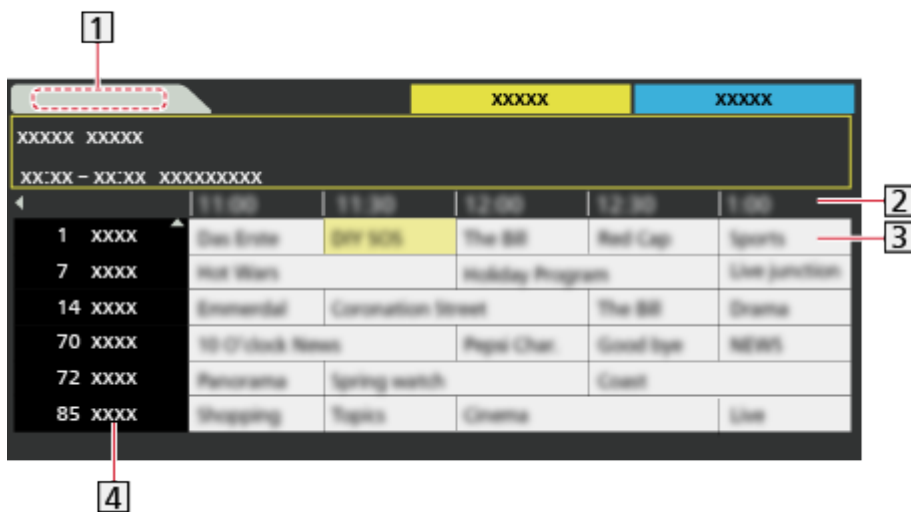 1
xxxxx xxxxx
xxxxx xxxxx
xx:xx – xx:xx xxxxxxxxx
11:00 11:30 12:00 12:30 1:00 2
1 xxxx Das Erste DIY SOS The Bill Red Cap Sports 3
7 xxxx Hot Wars Holiday Program Live junction
14 xxxx Emmerdal Coronation Street The Bill Drama
70 xxxx 10 O'clock News Pepsi Char. Good bye NEWS
72 xxxx Panorama Spring watch Coast
85 xxxx Shopping Topics Cinema Live
4